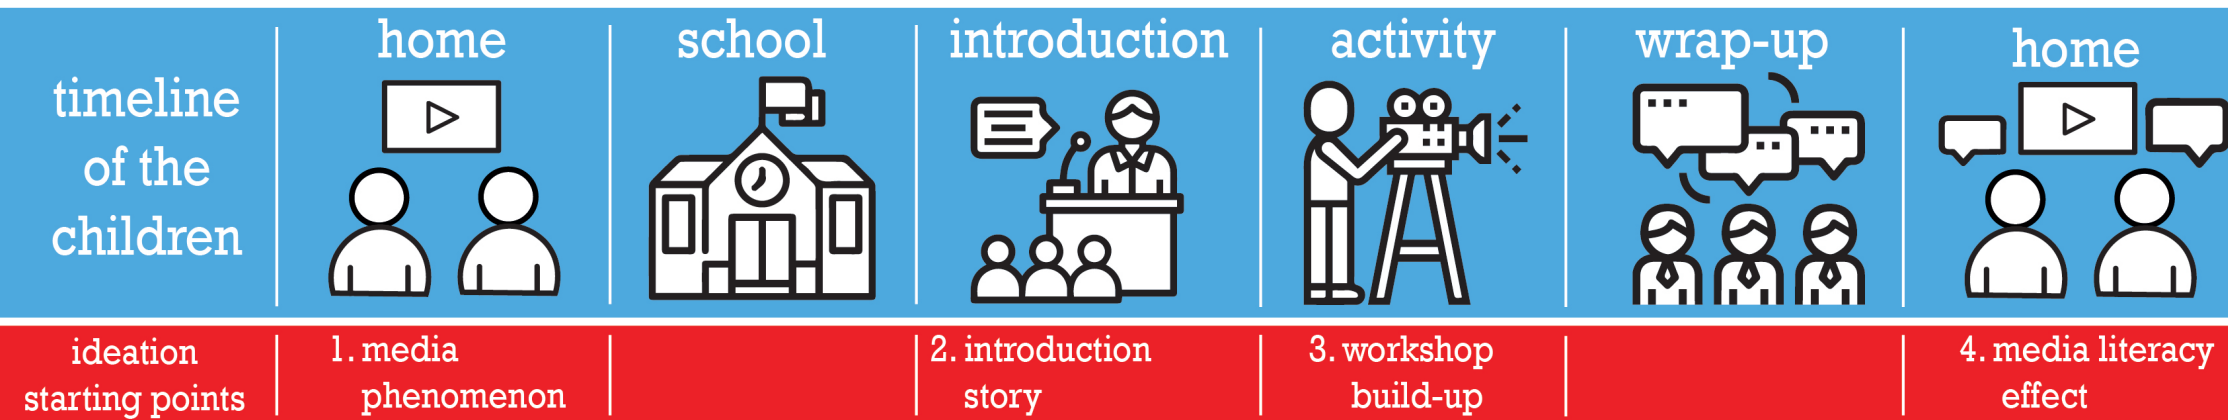 timeline
of the
children
home
school
introduction
activity
wrap-up
home
ideation
starting points
1. media
phenomenon
2. introduction
story
3. workshop
build-up
4. media literacy
effect